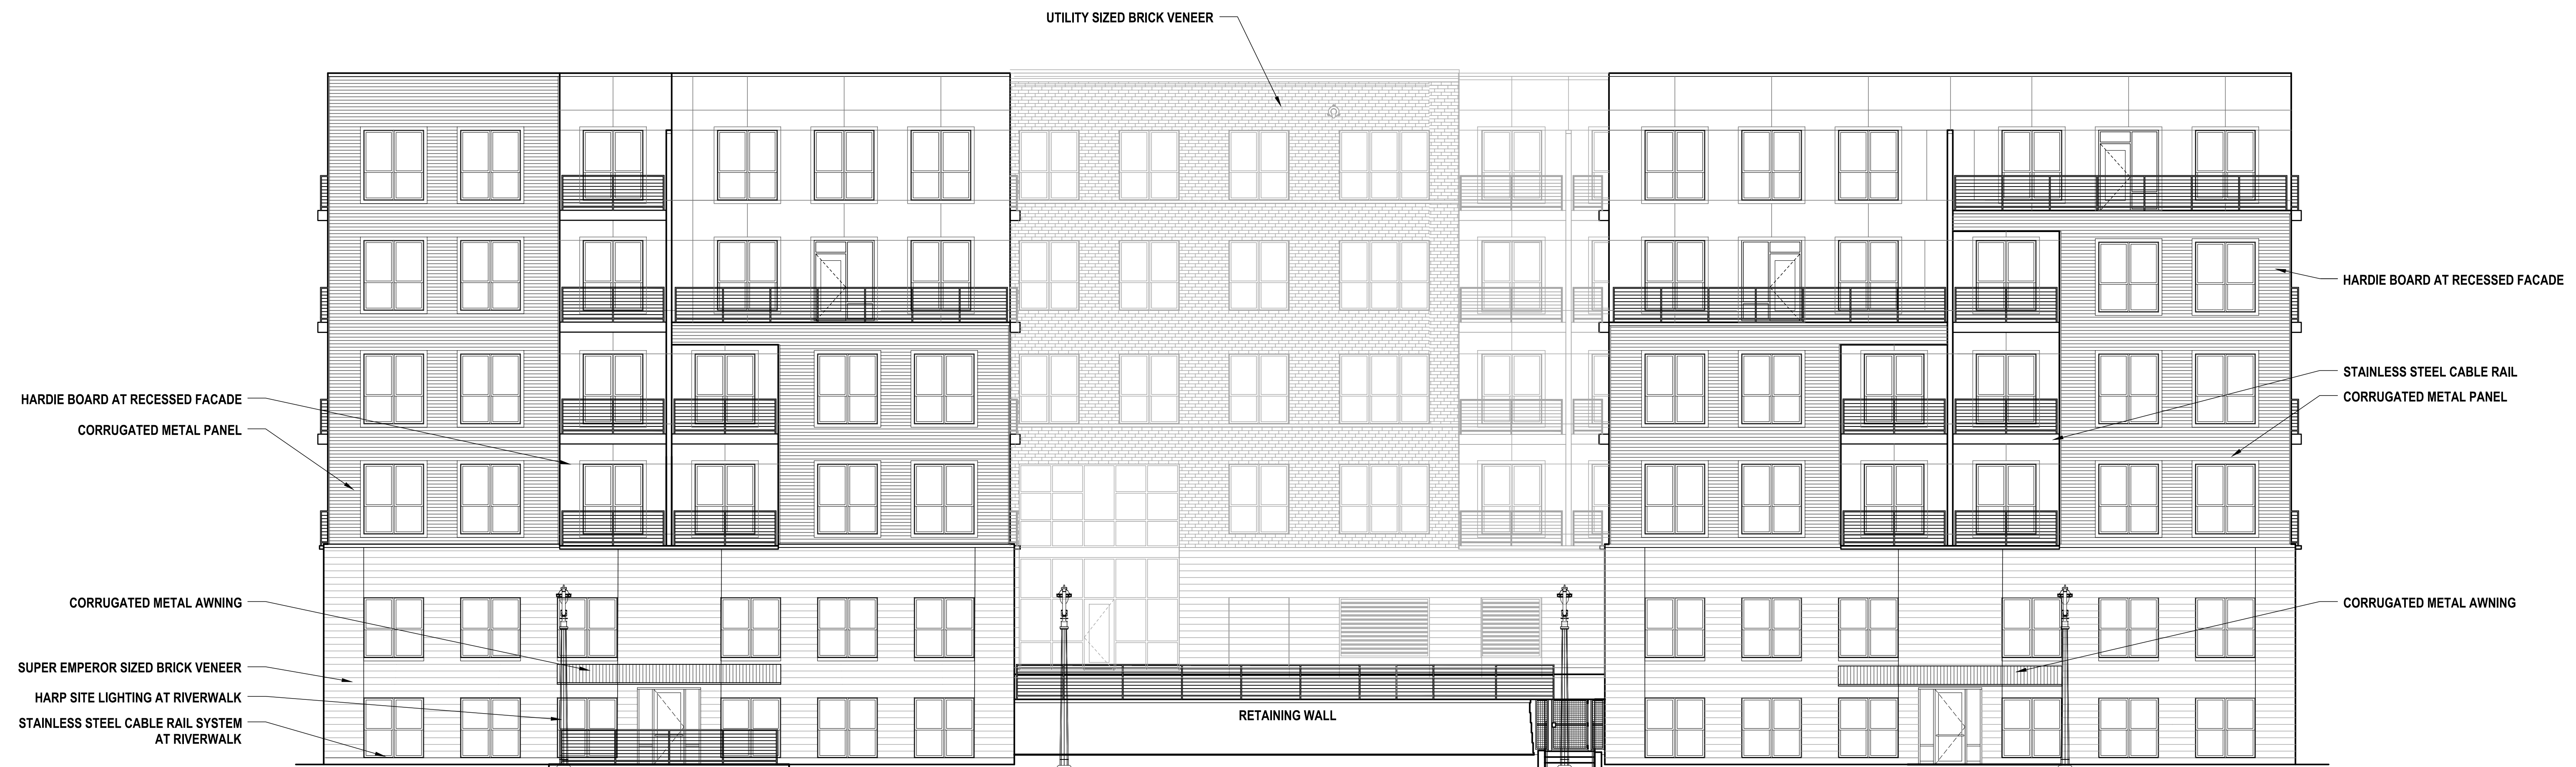 UTILITY SIZED BRICK VENEER
HARDIE BOARD AT RECESSED FACADE
STAINLESS STEEL CABLE RAIL
CORRUGATED METAL PANEL
HARDIE BOARD AT RECESSED FACADE
CORRUGATED METAL PANEL
CORRUGATED METAL AWNING
CORRUGATED METAL AWNING
SUPER EMPEROR SIZED BRICK VENEER
HARP SITE LIGHTING AT RIVERWALK
STAINLESS STEEL CABLE RAIL SYSTEM
AT RIVERWALK
RETAINING WALL